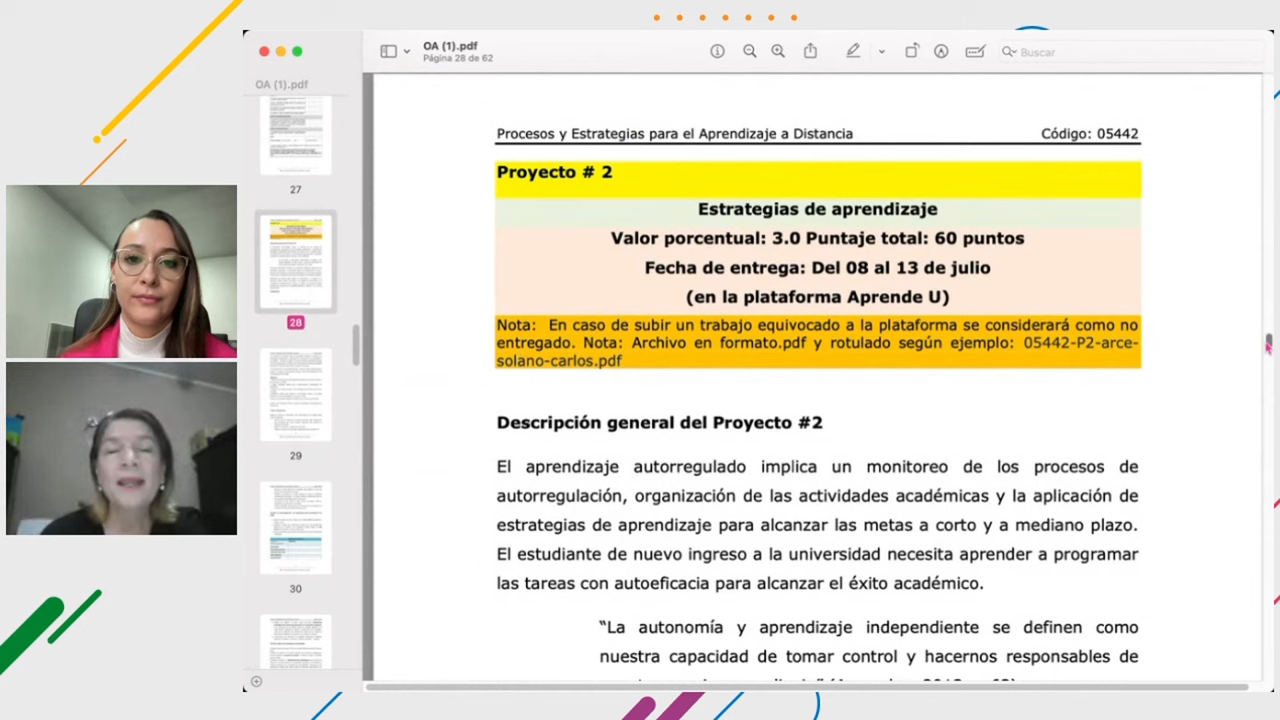 OA (1).pdf
Página 28 de 62
Buscar
OA (1).pdf
27
28
29
30
Procesos y Estrategias para el Aprendizaje a Distancia Código: 05442
Proyecto # 2
Estrategias de aprendizaje
Valor porcentual: 3.0 Puntaje total: 60 puntos
Fecha de entrega: Del 08 al 13 de julio
(en la plataforma Aprende U)
Nota: En caso de subir un trabajo equivocado a la plataforma se considerará como no
entregado. Nota: Archivo en formato.pdf y rotulado según ejemplo: 05442-P2-arce-
solano-carlos.pdf
Descripción general del Proyecto #2
El aprendizaje autorregulado implica un monitoreo de los procesos de
autorregulación, organización de las actividades académicas y la aplicación de
estrategias de aprendizaje para alcanzar las metas a corto y a mediano plazo.
El estudiante de nuevo ingreso a la universidad necesita aprender a programar
las tareas con autoeficacia para alcanzar el éxito académico.
"La autonomía y aprendizaje independiente se definen como
nuestra capacidad de tomar control y hacernos responsables de